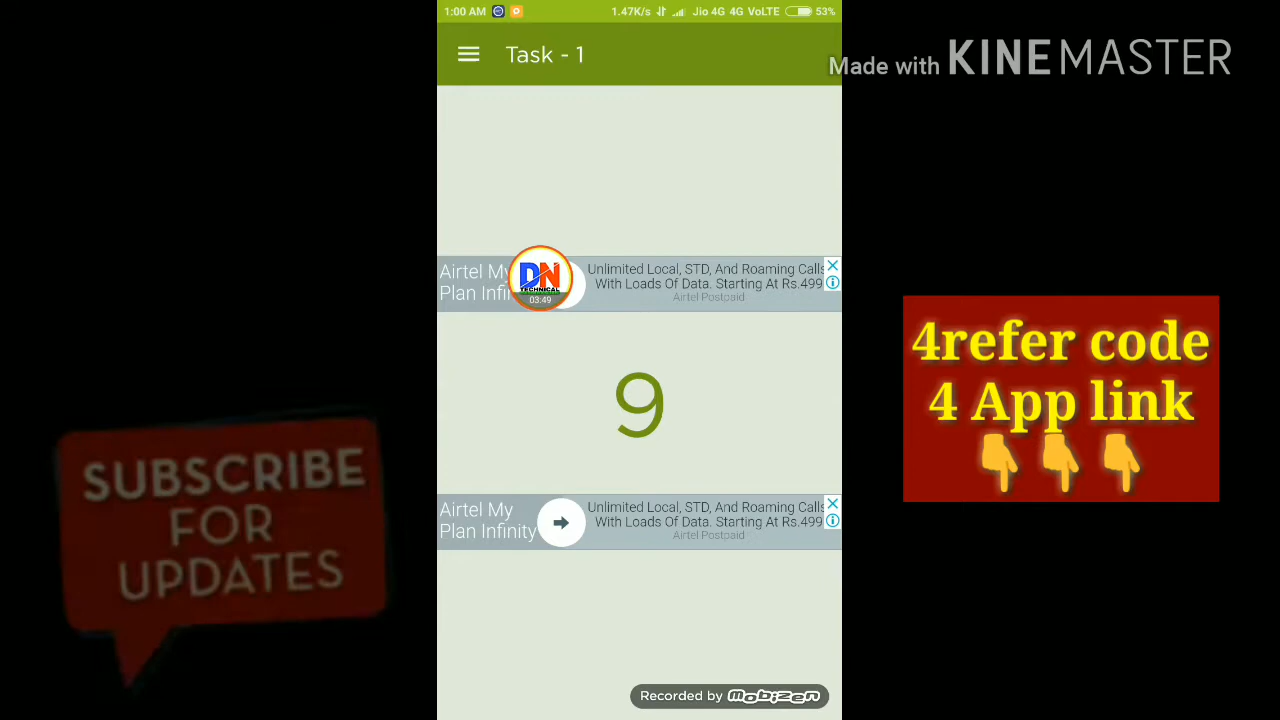 1:00 AM 1.47K/s Jio 4G 4G VoLTE 53%
Task - 1
Made with KINEMASTER
Airtel My
Plan Infi
Unlimited Local, STD, And Roaming Calls
With Loads Of Data. Starting At Rs.499
Airtel Postpaid
DN
TECHNICAL
03:49
9
4refer code
4 App link
👇👇👇
SUBSCRIBE
FOR
UPDATES
Airtel My
Plan Infinity
Unlimited Local, STD, And Roaming Calls
With Loads Of Data. Starting At Rs.499
Airtel Postpaid
Recorded by mobizen